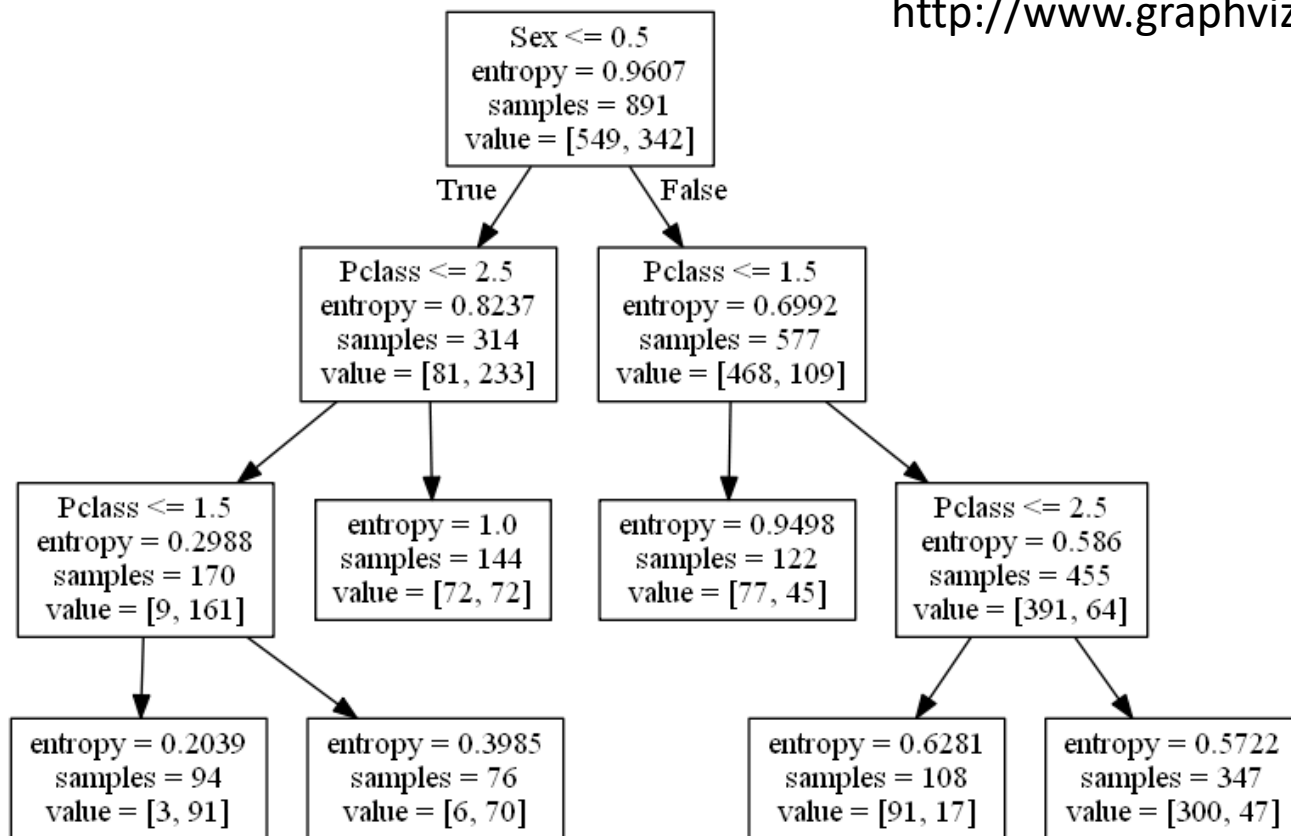 http://www.graphviz
Sex <= 0.5
entropy = 0.9607
samples = 891
value = [549, 342]
True
False
Pclass <= 2.5
entropy = 0.8237
samples = 314
value = [81, 233]
Pclass <= 1.5
entropy = 0.6992
samples = 577
value = [468, 109]
Pclass <= 1.5
entropy = 0.2988
samples = 170
value = [9, 161]
entropy = 1.0
samples = 144
value = [72, 72]
entropy = 0.9498
samples = 122
value = [77, 45]
Pclass <= 2.5
entropy = 0.586
samples = 455
value = [391, 64]
entropy = 0.2039
samples = 94
value = [3, 91]
entropy = 0.3985
samples = 76
value = [6, 70]
entropy = 0.6281
samples = 108
value = [91, 17]
entropy = 0.5722
samples = 347
value = [300, 47]